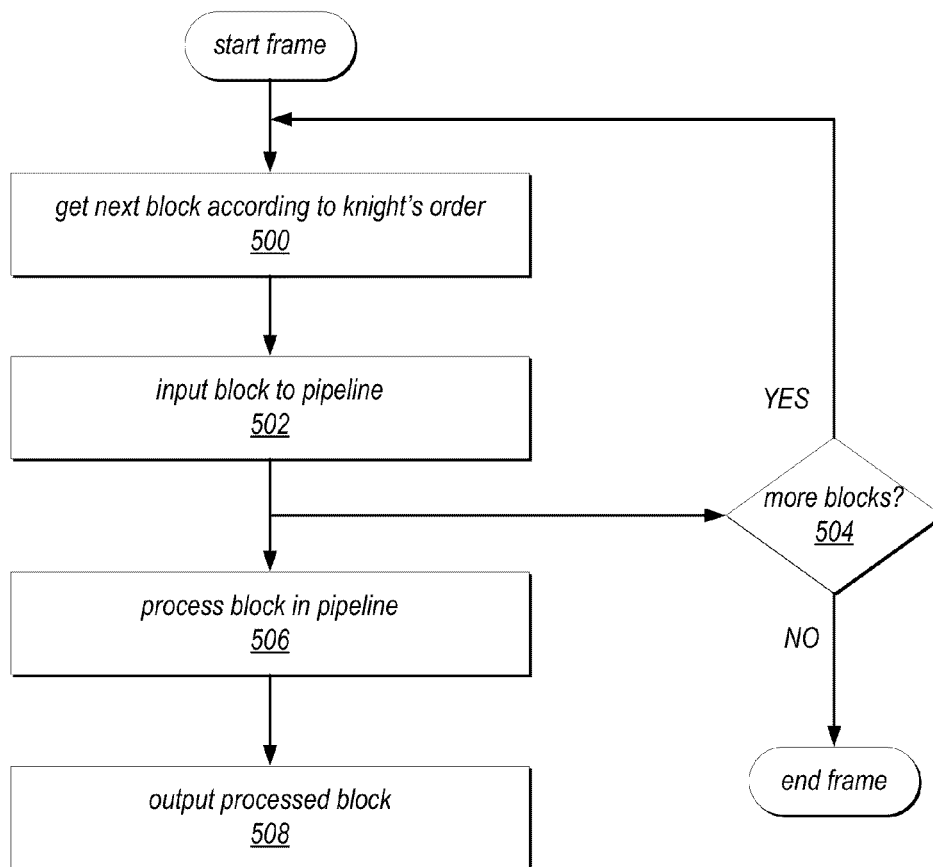 start frame
get next block according to knight's order
500
input block to pipeline
502
YES
more blocks?
504
process block in pipeline
506
NO
output processed block
508
end frame